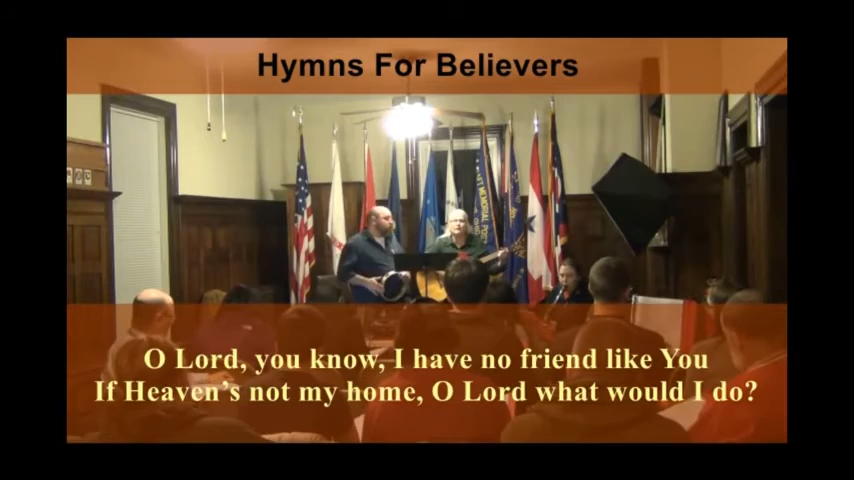 Hymns For Believers
O Lord, you know, I have no friend like You
If Heaven's not my home, O Lord what would I do?